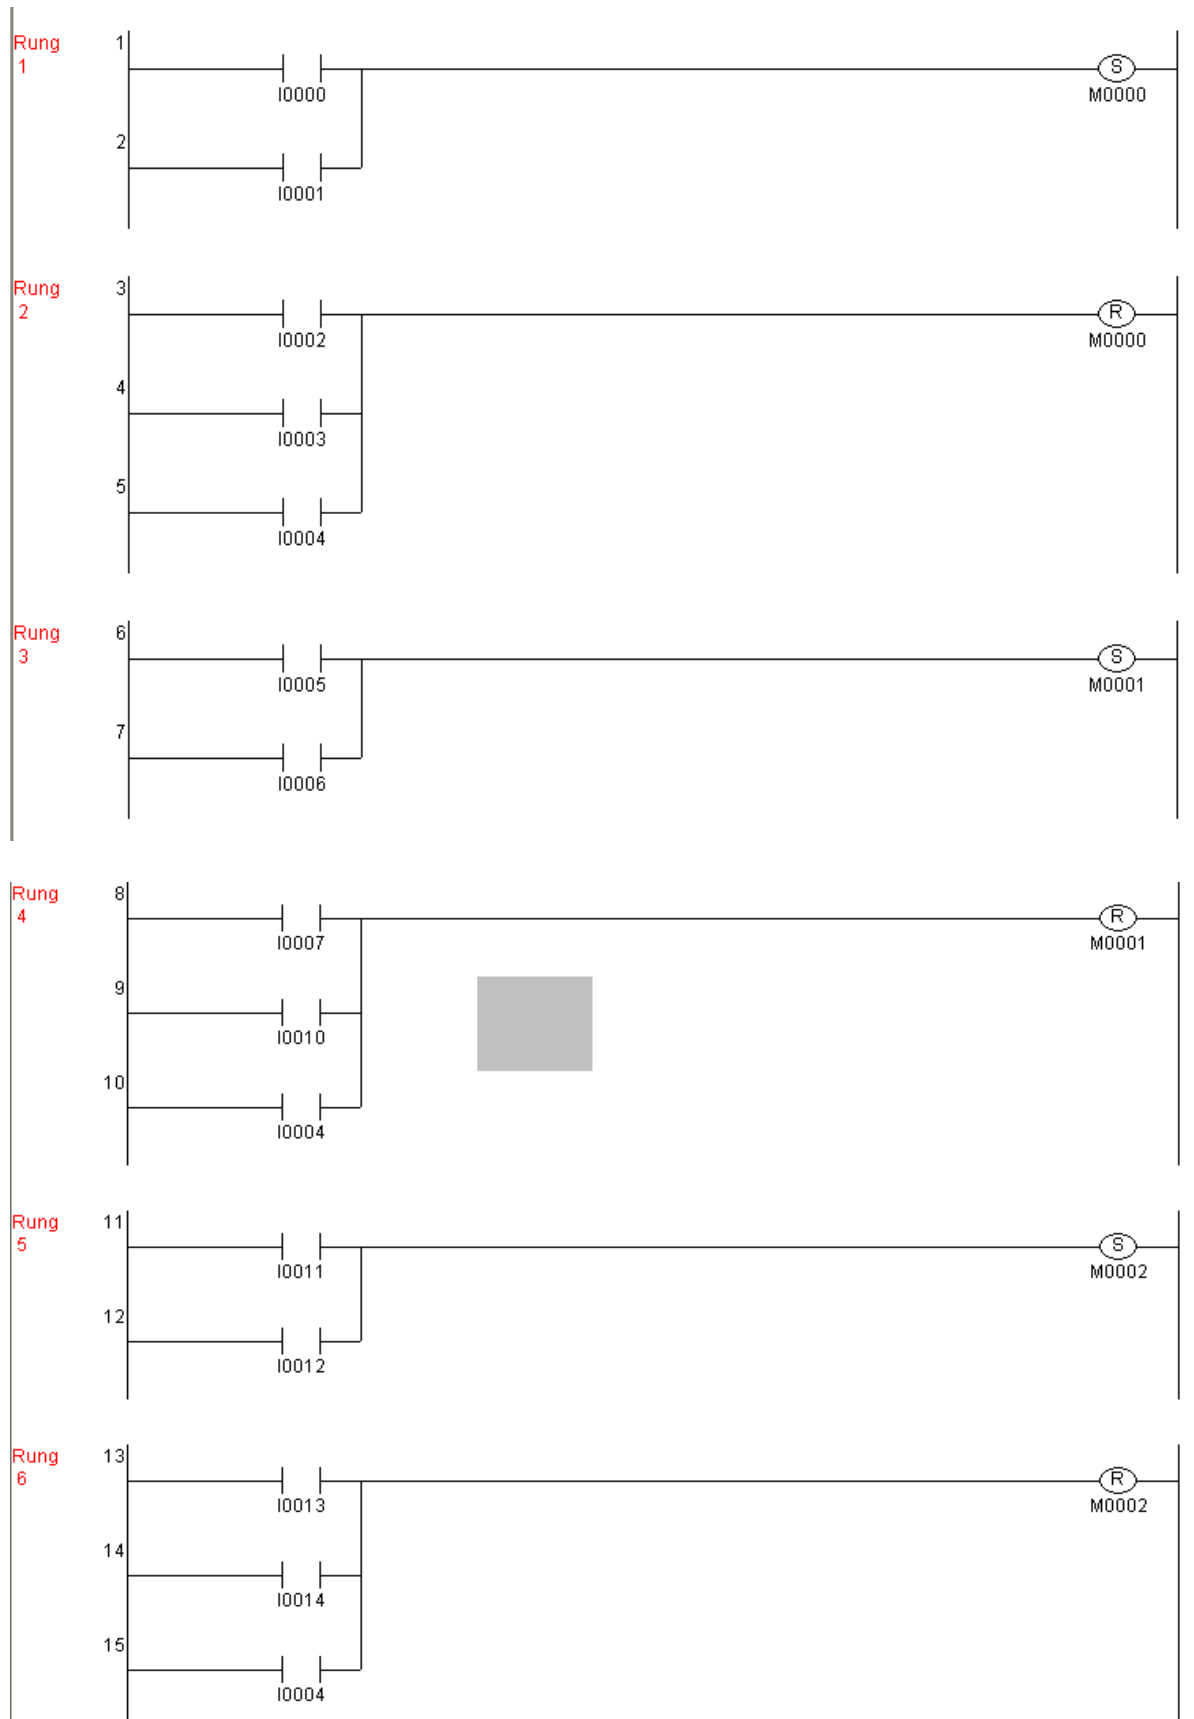 Rung 1
1
S
I0000
M0000
2
I0001
Rung 2
3
R
I0002
M0000
4
I0003
5
I0004
Rung 3
6
S
I0005
M0001
7
I0006
Rung 4
8
R
I0007
M0001
9
I0010
10
I0004
Rung 5
11
S
I0011
M0002
12
I0012
Rung 6
13
R
I0013
M0002
14
I0014
15
I0004